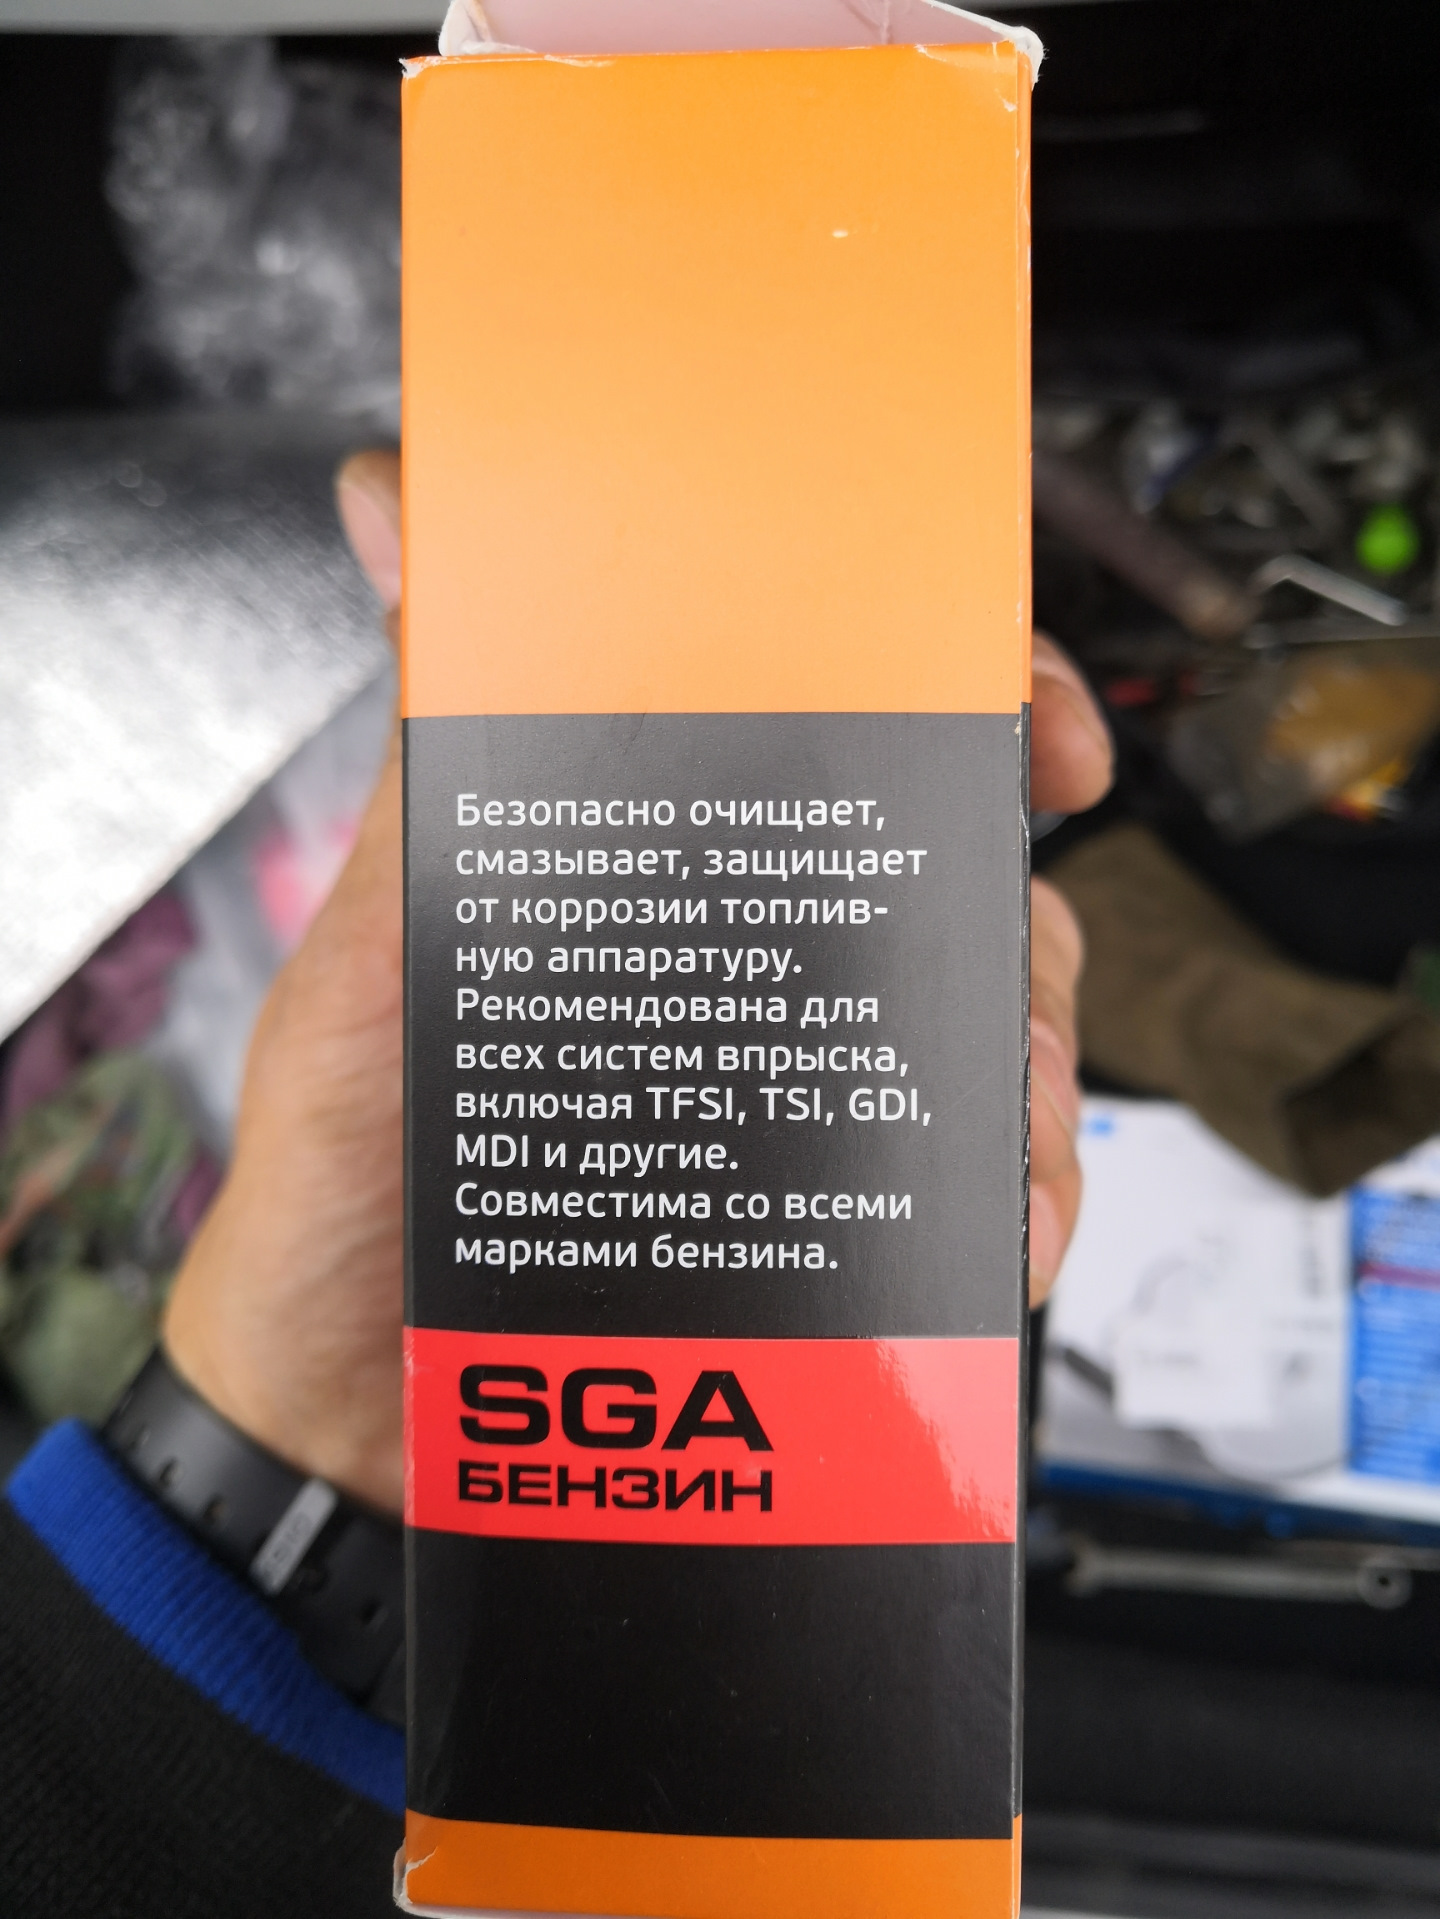 Безопасно очищает,
смазывает, защищает
от коррозии топлив-
ную аппаратуру.
Рекомендована для
всех систем впрыска,
включая TFSI, TSI, GDI,
MDI и другие.
Совместима со всеми
марками бензина.
SGA
БЕНЗИН